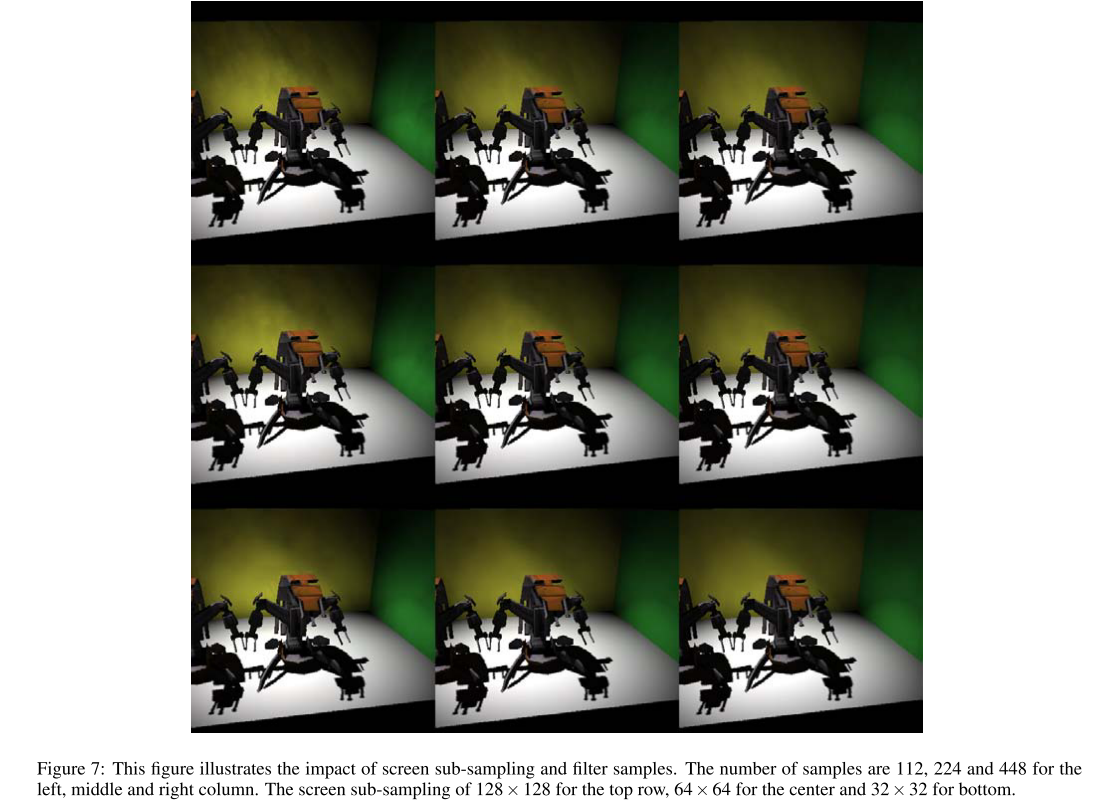 Figure 7: This figure illustrates the impact of screen sub-sampling and filter samples. The number of samples are 112, 224 and 448 for the
left, middle and right column. The screen sub-sampling of 128 × 128 for the top row, 64 × 64 for the center and 32 × 32 for bottom.